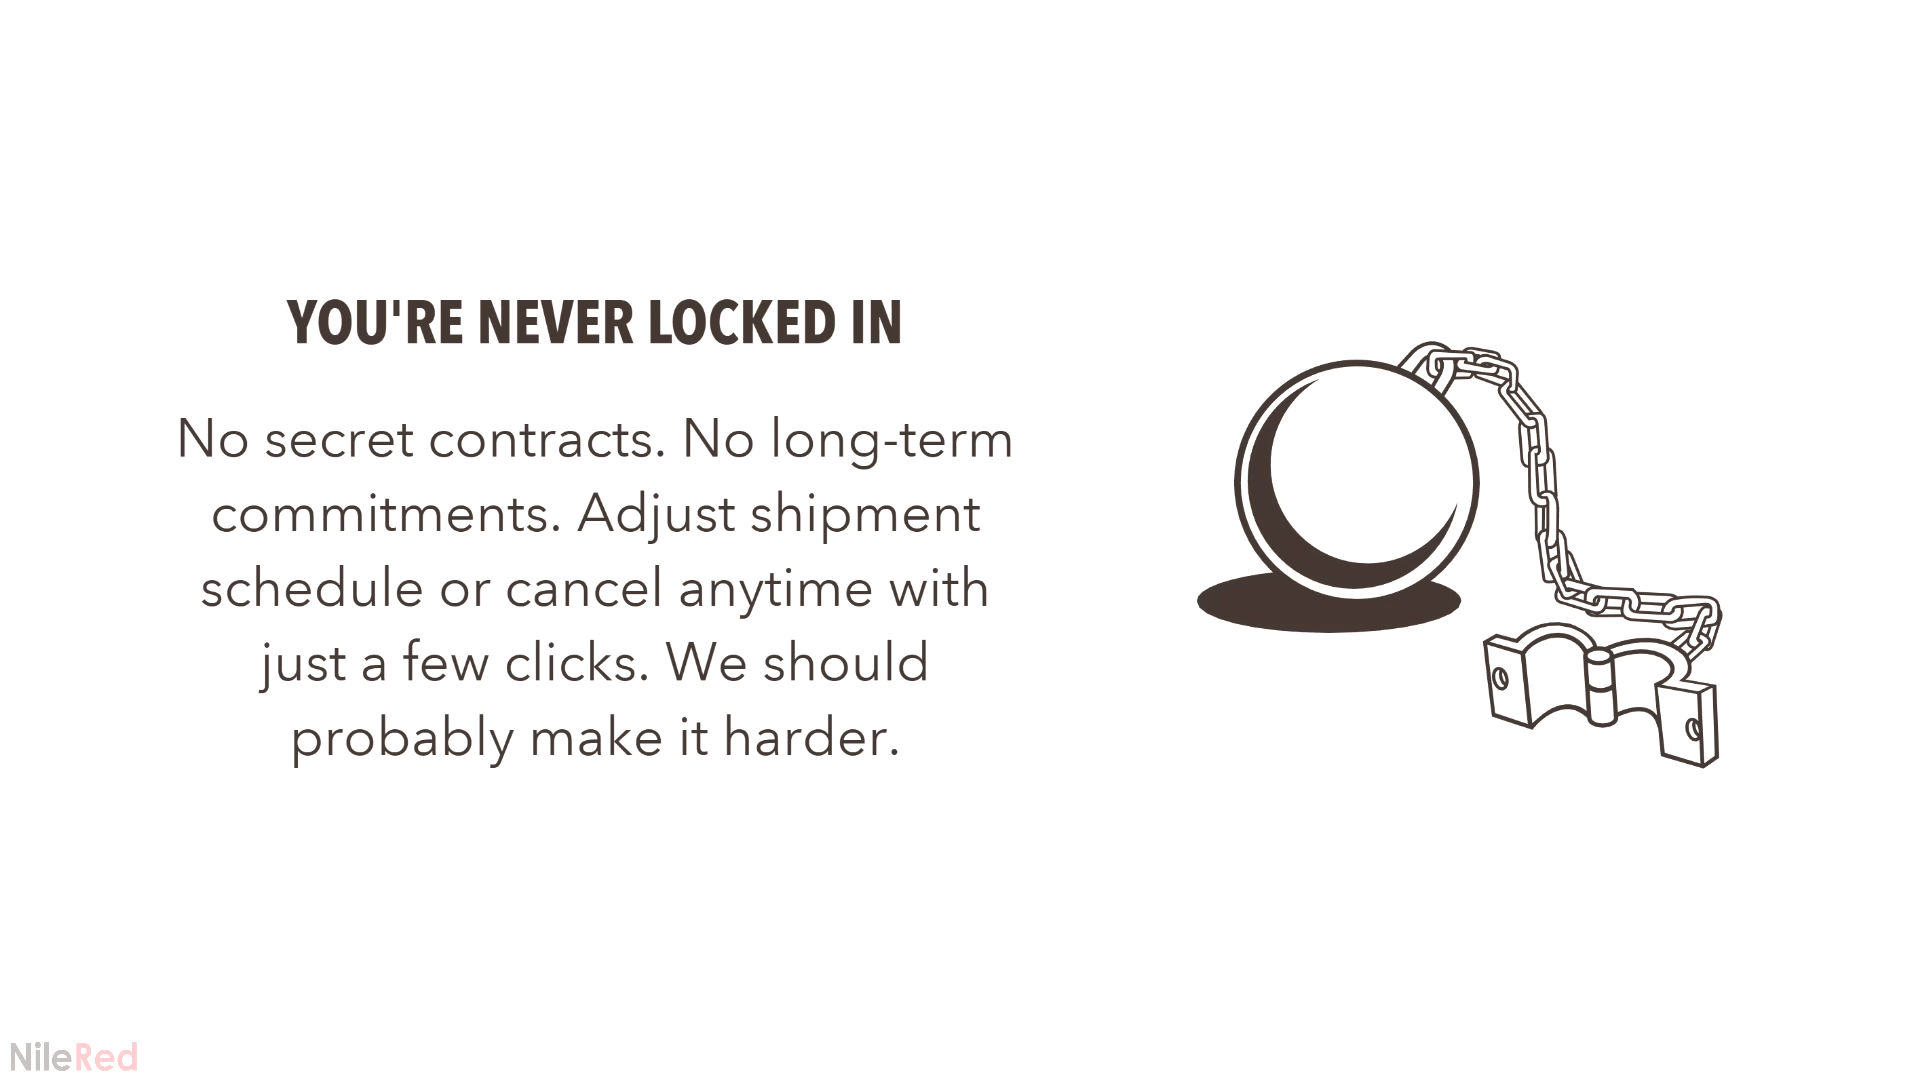 YOU'RE NEVER LOCKED IN
No secret contracts. No long-term
commitments. Adjust shipment
schedule or cancel anytime with
just a few clicks. We should
probably make it harder.
NileRed